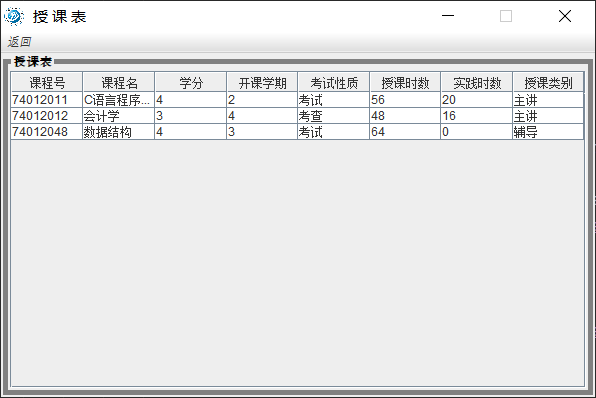 授课表
返回
授课表
课程号 课程名 学分 开课学期 考试性质 授课时数 实践时数 授课类别
74012011 C语言程序... 4 2 考试 56 20 主讲
74012012 会计学 3 4 考查 48 16 主讲
74012048 数据结构 4 3 考试 64 0 辅导